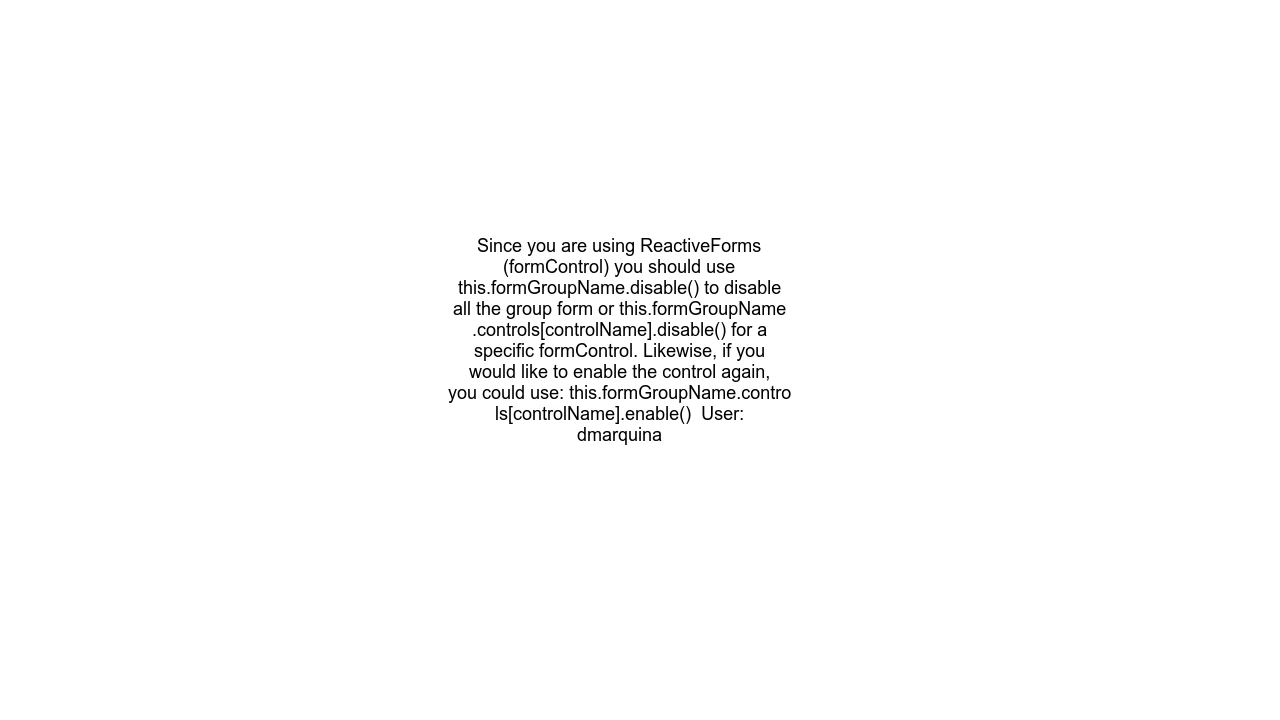 Since you are using ReactiveForms
(formControl) you should use
this.formGroupName.disable() to disable
all the group form or this.formGroupName
.controls[controlName].disable() for a
specific formControl. Likewise, if you
would like to enable the control again,
you could use: this.formGroupName.contro
ls[controlName].enable()  User:
dmarquina